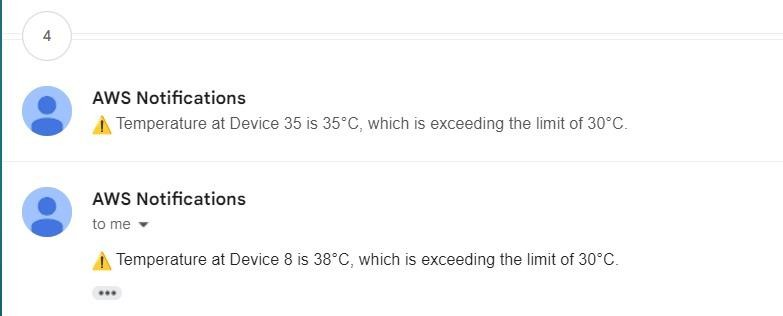 4
AWS Notifications
⚠️ Temperature at Device 35 is 35°C, which is exceeding the limit of 30°C.
AWS Notifications
to me
⚠️ Temperature at Device 8 is 38°C, which is exceeding the limit of 30°C.